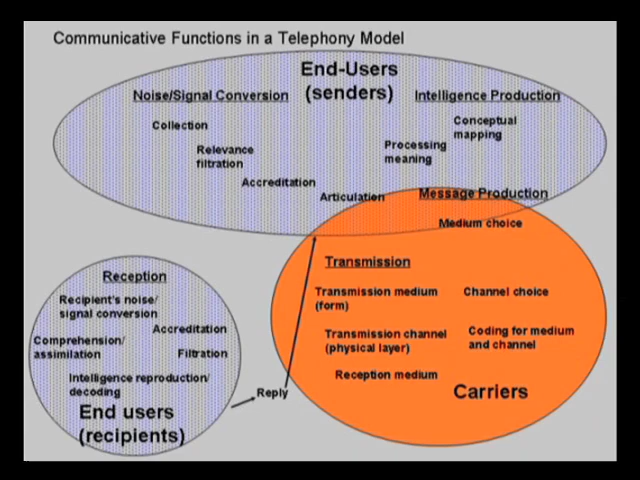 Communicative Functions in a Telephony Model
End-Users
(senders)
Noise/Signal Conversion
Intelligence Production
Collection
Conceptual
mapping
Relevance
filtration
Processing
meaning
Accreditation
Articulation
Message Production
Medium choice
Transmission
Transmission medium
(form)
Channel choice
Transmission channel
(physical layer)
Coding for medium
and channel
Reception medium
Carriers
Reception
Recipient's noise/
signal conversion
Accreditation
Comprehension/
assimilation
Filtration
Intelligence reproduction/
decoding
End users
(recipients)
Reply